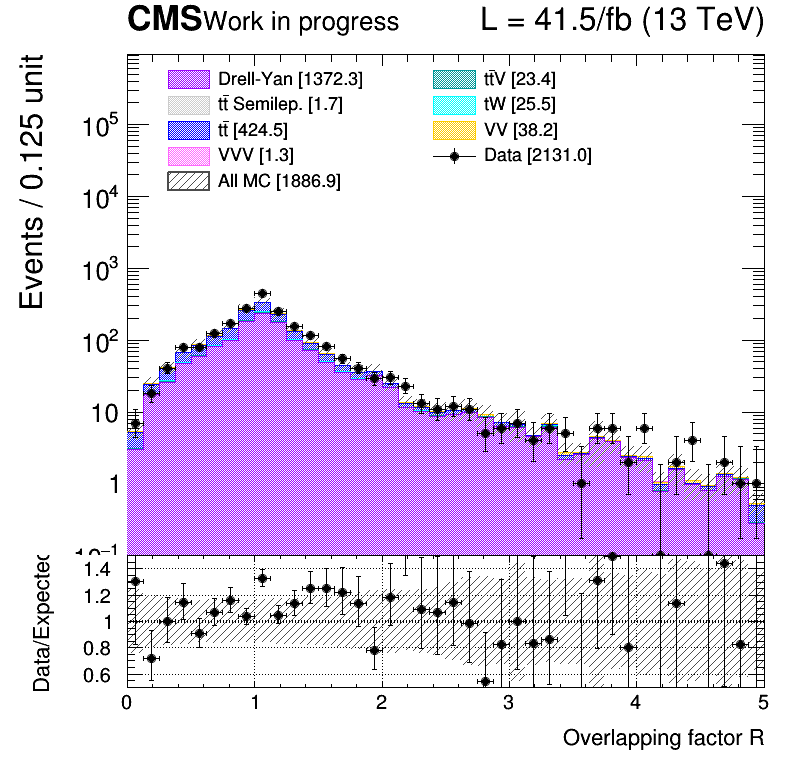 CMS Work in progress L = 41.5/fb (13 TeV)
Events / 0.125 unit
Drell-Yan [1372.3]
tt̄ Semilep. [1.7]
tt̄ [424.5]
VVV [1.3]
All MC [1886.9]
tt̄V [23.4]
tW [25.5]
VV [38.2]
Data [2131.0]
10⁵
10⁴
10³
10²
10
1
10⁻¹
Data/Expected
1.4
1.2
1
0.8
0.6
0 1 2 3 4 5
Overlapping factor R